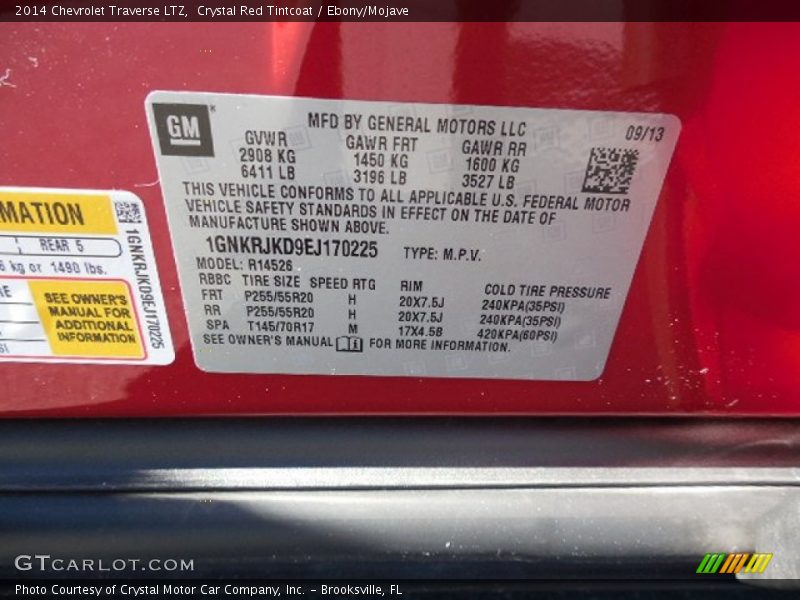 2014 Chevrolet Traverse LTZ, Crystal Red Tintcoat / Ebony/Mojave
GM
MFD BY GENERAL MOTORS LLC 09/13
GVWR GAWR FRT GAWR RR
2908 KG 1450 KG 1600 KG
6411 LB 3196 LB 3527 LB
THIS VEHICLE CONFORMS TO ALL APPLICABLE U.S. FEDERAL MOTOR
VEHICLE SAFETY STANDARDS IN EFFECT ON THE DATE OF
MANUFACTURE SHOWN ABOVE.
1GNKRJKD9EJ170225 TYPE: M.P.V.
MODEL: R14526
RBBC TIRE SIZE SPEED RTG RIM COLD TIRE PRESSURE
FRT P255/55R20 H 20X7.5J 240KPA(35PSI)
RR P255/55R20 H 20X7.5J 240KPA(35PSI)
SPA T145/70R17 M 17X4.5B 420KPA(60PSI)
SEE OWNER'S MANUAL FOR MORE INFORMATION.
MATION
REAR 5
kg or 1490 lbs.
SEE OWNER'S
MANUAL FOR
ADDITIONAL
INFORMATION
1GNKRJKD9EJ170225
GTCARLOT.COM
Photo Courtesy of Crystal Motor Car Company, Inc. - Brooksville, FL